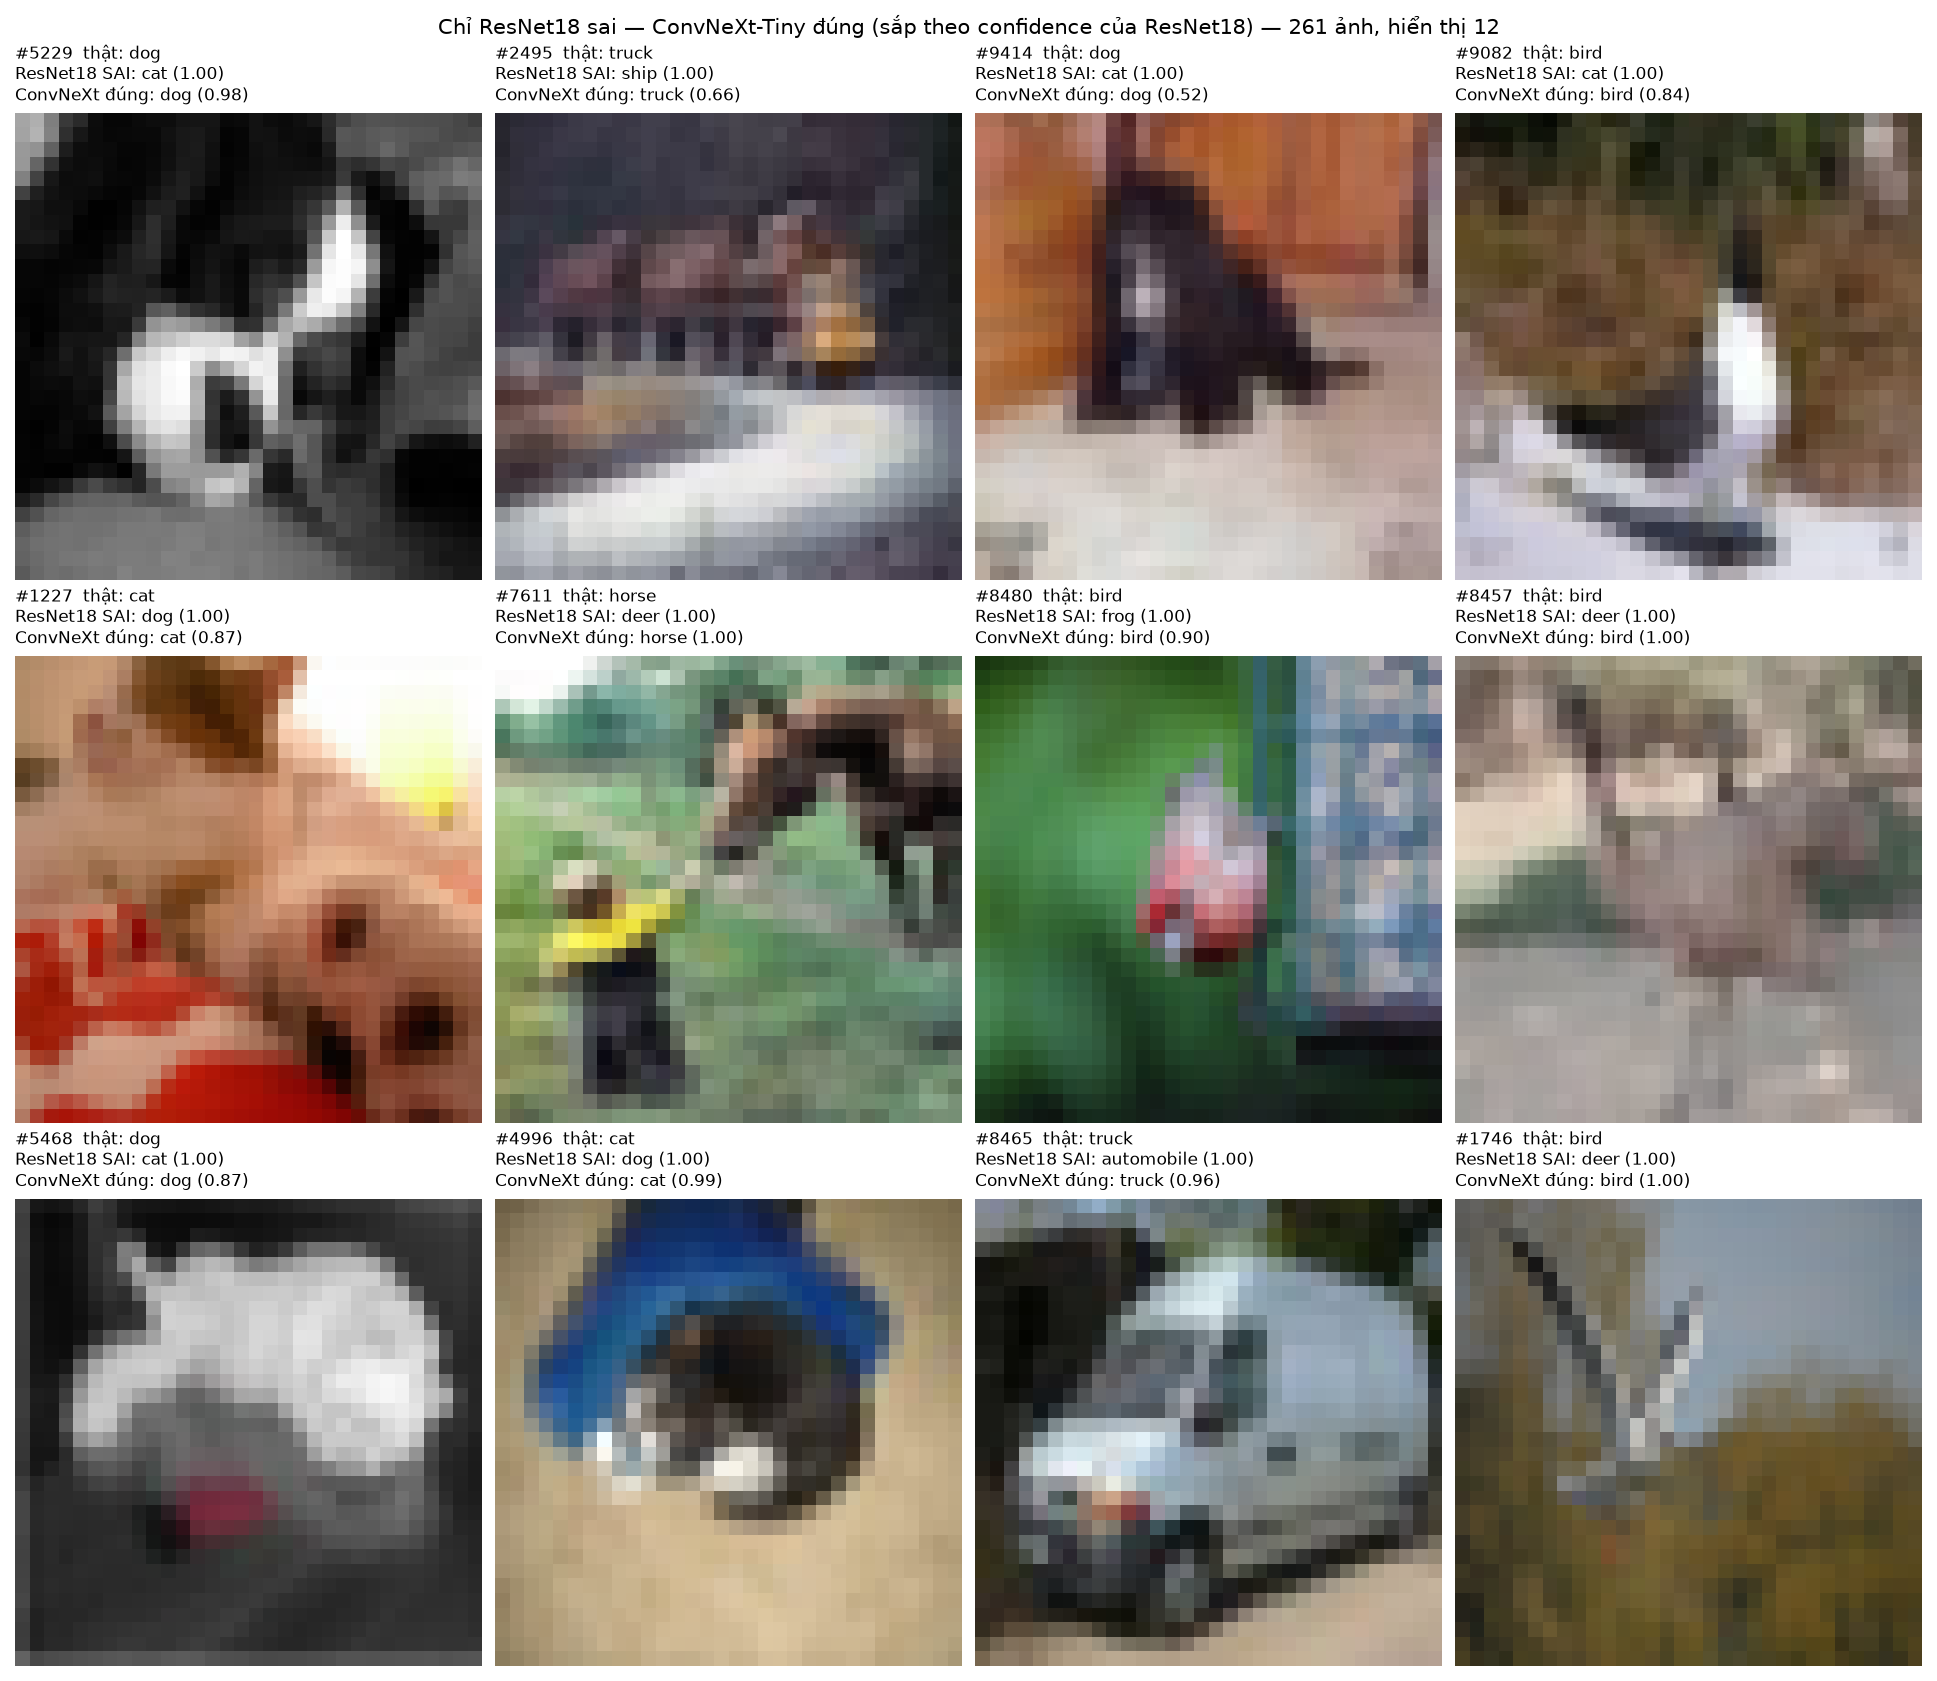 Chỉ ResNet18 sai — ConvNeXt-Tiny đúng (sắp theo confidence của ResNet18) — 261 ảnh, hiển thị 12
#5229  thật: dog
ResNet18 SAI: cat (1.00)
ConvNeXt đúng: dog (0.98)
#2495  thật: truck
ResNet18 SAI: ship (1.00)
ConvNeXt đúng: truck (0.66)
#9414  thật: dog
ResNet18 SAI: cat (1.00)
ConvNeXt đúng: dog (0.52)
#9082  thật: bird
ResNet18 SAI: cat (1.00)
ConvNeXt đúng: bird (0.84)
#1227  thật: cat
ResNet18 SAI: dog (1.00)
ConvNeXt đúng: cat (0.87)
#7611  thật: horse
ResNet18 SAI: deer (1.00)
ConvNeXt đúng: horse (1.00)
#8480  thật: bird
ResNet18 SAI: frog (1.00)
ConvNeXt đúng: bird (0.90)
#8457  thật: bird
ResNet18 SAI: deer (1.00)
ConvNeXt đúng: bird (1.00)
#5468  thật: dog
ResNet18 SAI: cat (1.00)
ConvNeXt đúng: dog (0.87)
#4996  thật: cat
ResNet18 SAI: dog (1.00)
ConvNeXt đúng: cat (0.99)
#8465  thật: truck
ResNet18 SAI: automobile (1.00)
ConvNeXt đúng: truck (0.96)
#1746  thật: bird
ResNet18 SAI: deer (1.00)
ConvNeXt đúng: bird (1.00)